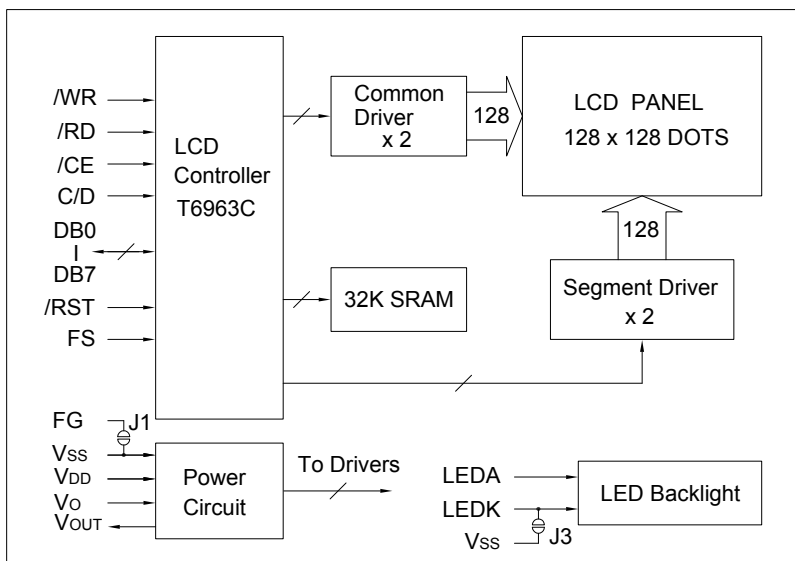 /WR
/RD
/CE
C/D
DB0
I
DB7
/RST
FS
LCD
Controller
T6963C
Common
Driver
x 2
128
LCD PANEL
128 x 128 DOTS
128
32K SRAM
Segment Driver
x 2
FG
J1
VSS
VDD
VO
VOUT
Power
Circuit
To Drivers
LEDA
LEDK
VSS
J3
LED Backlight